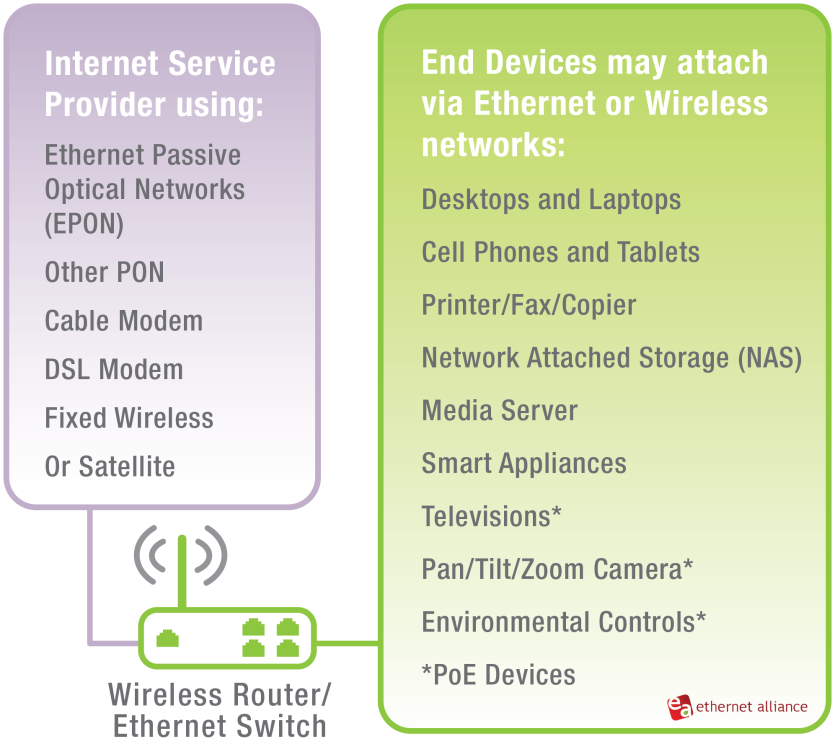 Internet Service
Provider using:
Ethernet Passive
Optical Networks
(EPON)
Other PON
Cable Modem
DSL Modem
Fixed Wireless
Or Satellite
Wireless Router/
Ethernet Switch
End Devices may attach
via Ethernet or Wireless
networks:
Desktops and Laptops
Cell Phones and Tablets
Printer/Fax/Copier
Network Attached Storage (NAS)
Media Server
Smart Appliances
Televisions*
Pan/Tilt/Zoom Camera*
Environmental Controls*
*PoE Devices
ea ethernet alliance